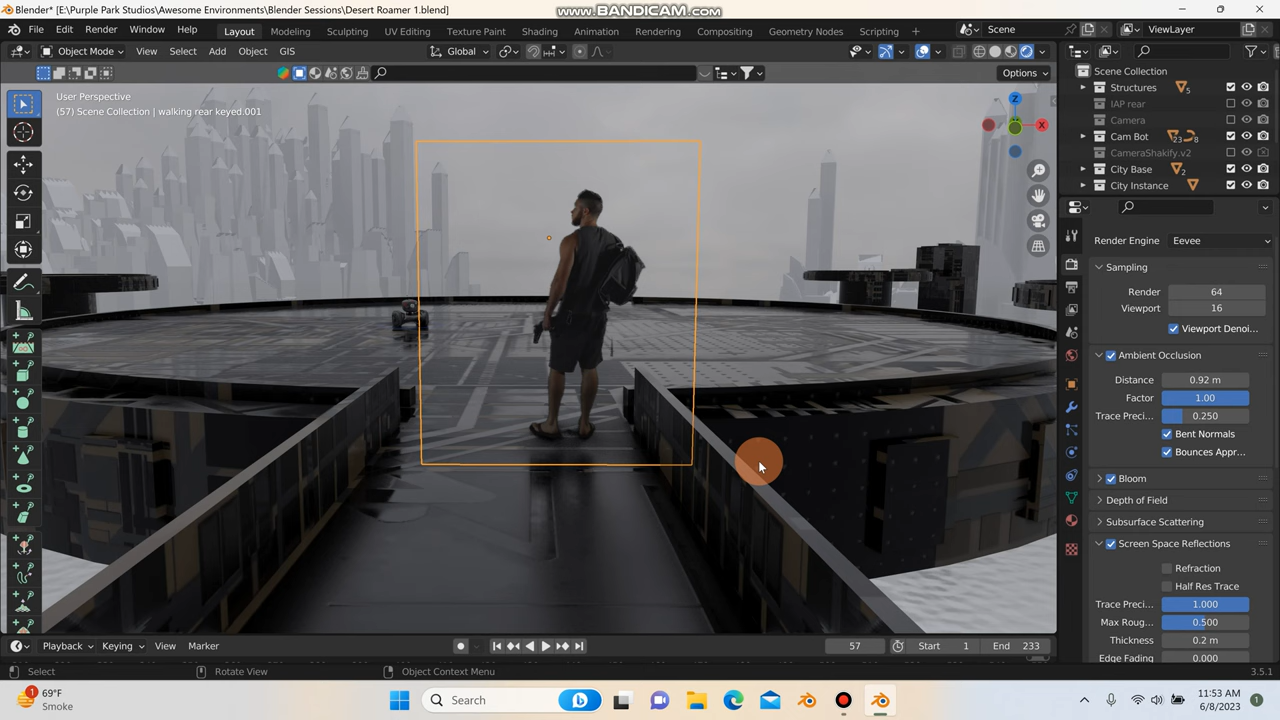 Blender* [E:\Purple Park Studios\Awesome Environments\Blender Sessions\Desert Roamer 1.blend]
www.BANDICAM.com
File Edit Render Window Help Layout Modeling Sculpting UV Editing Texture Paint Shading Animation Rendering Compositing Geometry Nodes Scripting + Scene ViewLayer
Object Mode View Select Add Object GIS Global
Options
User Perspective
(57) Scene Collection | walking rear keyed.001
Z
X
Scene Collection
Structures 5
IAP rear
Camera
Cam Bot 23 8
CameraShakify.v2
City Base 2
City Instance
Render Engine Eevee
Sampling
Render 64
Viewport 16
Viewport Denoi...
Ambient Occlusion
Distance 0.92 m
Factor 1.00
Trace Preci... 0.250
Bent Normals
Bounces Appr...
Bloom
Depth of Field
Subsurface Scattering
Screen Space Reflections
Refraction
Half Res Trace
Trace Preci... 1.000
Max Roug... 0.500
Thickness 0.2 m
Edge Fading 0.000
Playback Keying View Marker 57 Start 1 End 233
Select Rotate View Object Context Menu 3.5.1
1
69°F
Smoke
Search
11:53 AM
6/8/2023
1